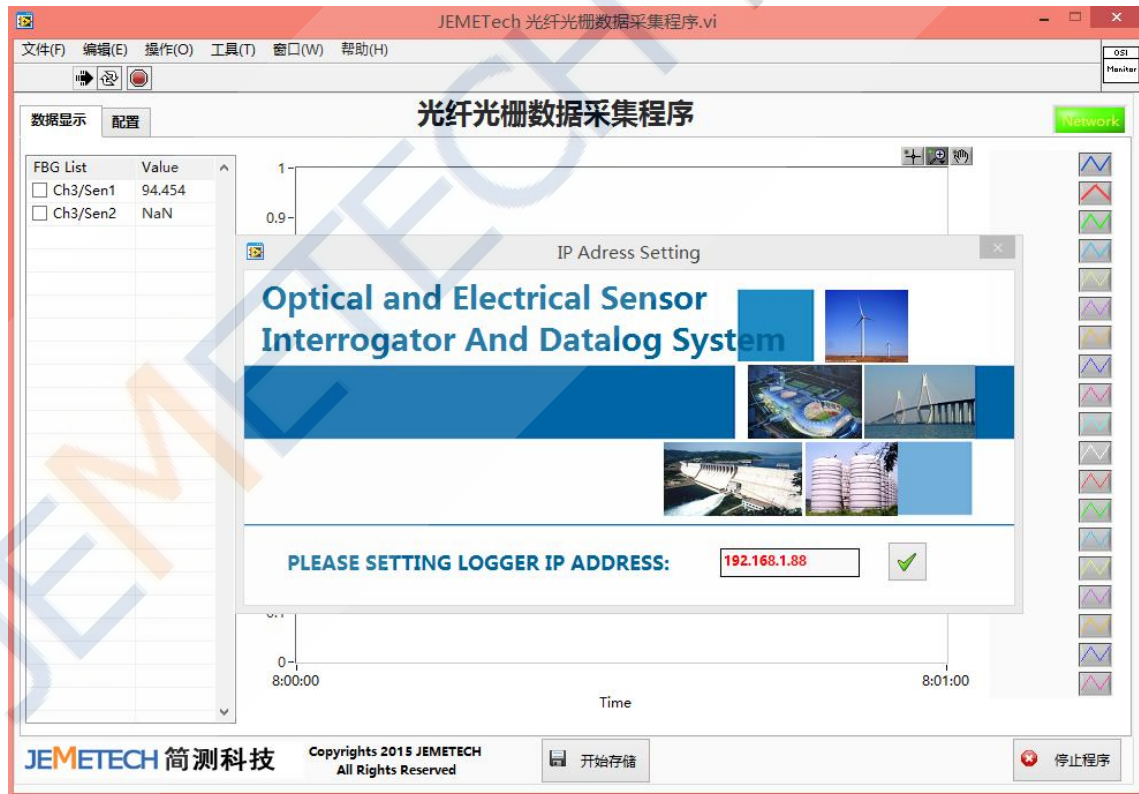 JEMETech 光纤光栅数据采集程序.vi
文件(F) 编辑(E) 操作(O) 工具(T) 窗口(W) 帮助(H)
OSI
Moniter
数据显示 配置
光纤光栅数据采集程序
Network
FBG List Value
Ch3/Sen1 94.454
Ch3/Sen2 NaN
1
0.9
IP Adress Setting
Optical and Electrical Sensor
Interrogator And Datalog System
PLEASE SETTING LOGGER IP ADDRESS: 192.168.1.88
0.1
0
8:00:00 8:01:00
Time
JEMETECH 简测科技
Copyrights 2015 JEMETECH
All Rights Reserved
开始存储
停止程序
JEMETECH